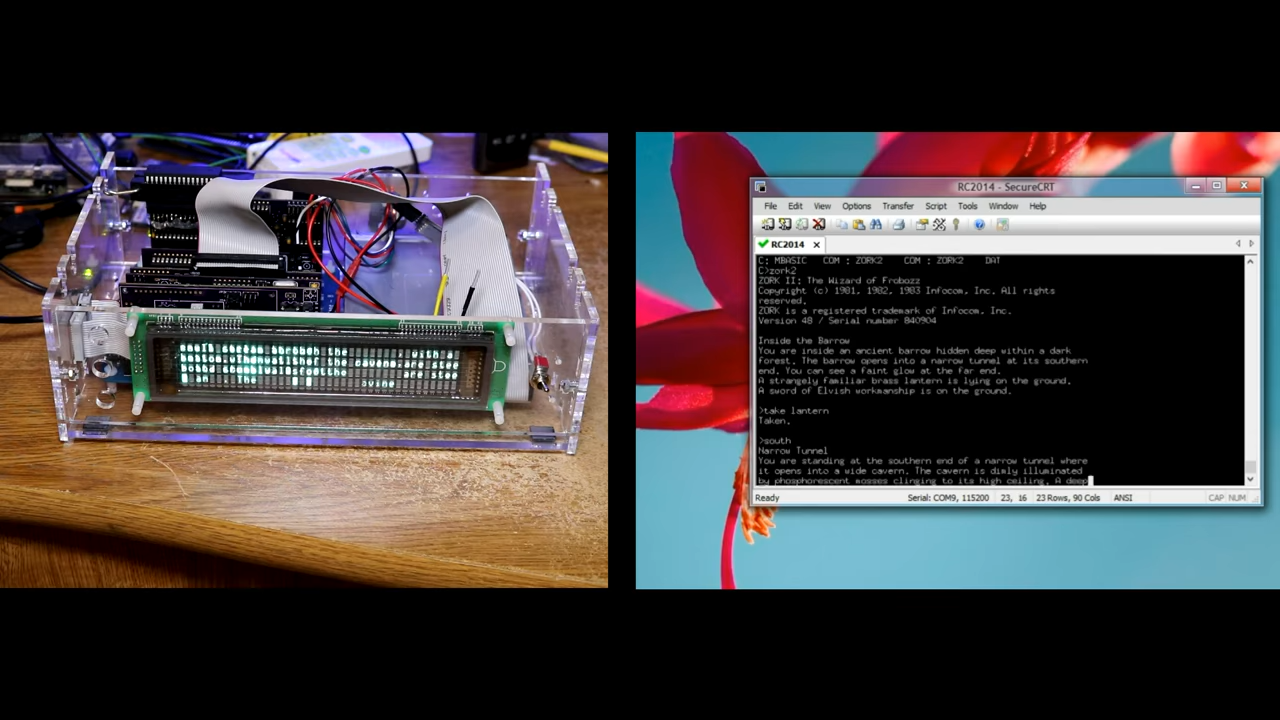 RC2014 - SecureCRT
File Edit View Options Transfer Script Tools Window Help
RC2014
C: MBASIC COM : ZORK2 COM : ZORK2 DAT
C>zork2
ZORK II: The Wizard of Frobozz
Copyright (c) 1981, 1982, 1983 Infocom, Inc. All rights
reserved.
ZORK is a registered trademark of Infocom, Inc.
Version 48 / Serial number 840904
Inside the Barrow
You are inside an ancient barrow hidden deep within a dark
forest. The barrow opens into a narrow tunnel at its southern
end. You can see a faint glow at the far end.
A strangely familiar brass lantern is lying on the ground.
A sword of Elvish workmanship is on the ground.
>take lantern
Taken.
>south
Narrow Tunnel
You are standing at the southern end of a narrow tunnel where
it opens into a wide cavern. The cavern is dimly illuminated
by phosphorescent mosses clinging to its high ceiling. A deep
Ready Serial: COM9, 115200 23, 16 23 Rows, 90 Cols ANSI CAP NUM